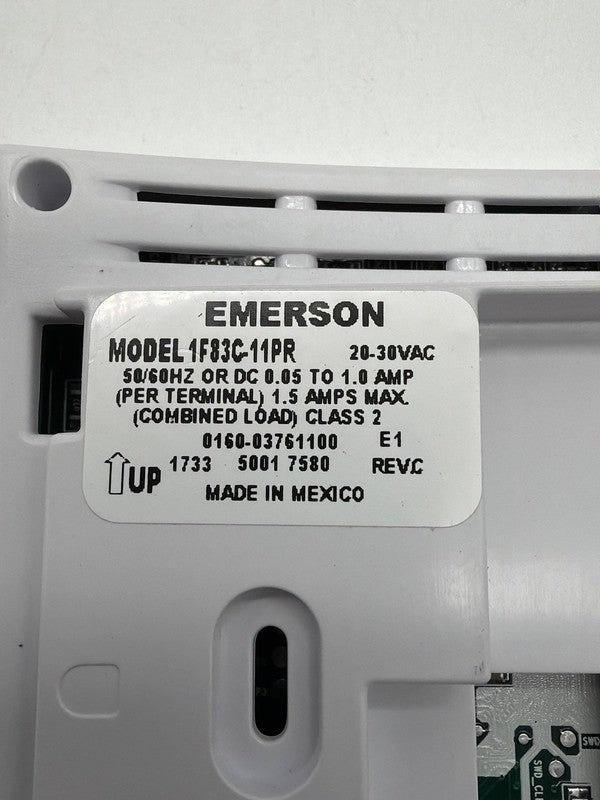 EMERSON
MODEL 1F83C-11PR 20-30VAC
50/60HZ OR DC 0.05 TO 1.0 AMP
(PER TERMINAL) 1.5 AMPS MAX.
(COMBINED LOAD) CLASS 2
0160-03761100 E1
UP 1733 5001 7580 REV.C
MADE IN MEXICO
SWD_CL